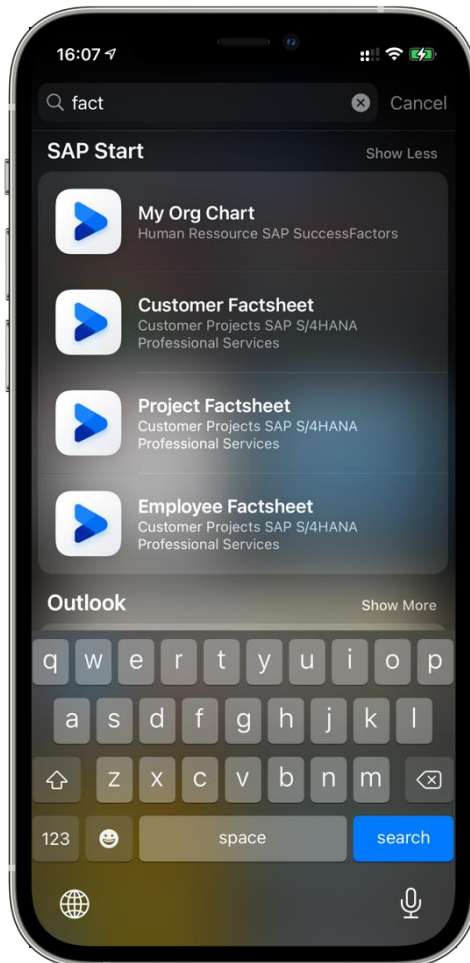 16:07
fact
Cancel
SAP Start
Show Less
My Org Chart
Human Ressource SAP SuccessFactors
Customer Factsheet
Customer Projects SAP S/4HANA
Professional Services
Project Factsheet
Customer Projects SAP S/4HANA
Professional Services
Employee Factsheet
Customer Projects SAP S/4HANA
Professional Services
Outlook
Show More
q w e r t y u i o p
a s d f g h j k l
z x c v b n m
123 space search